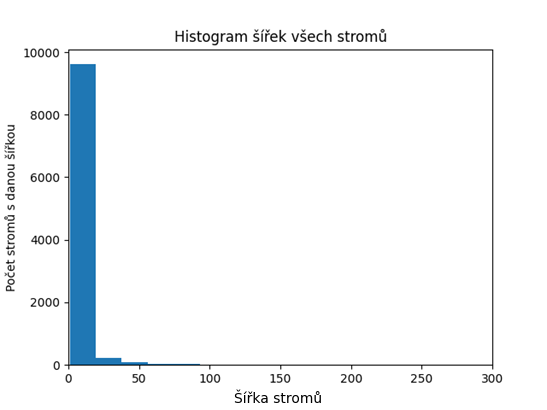 Histogram šířek všech stromů
Počet stromů s danou šířkou
10000
8000
6000
4000
2000
0
0 50 100 150 200 250 300
Šířka stromů